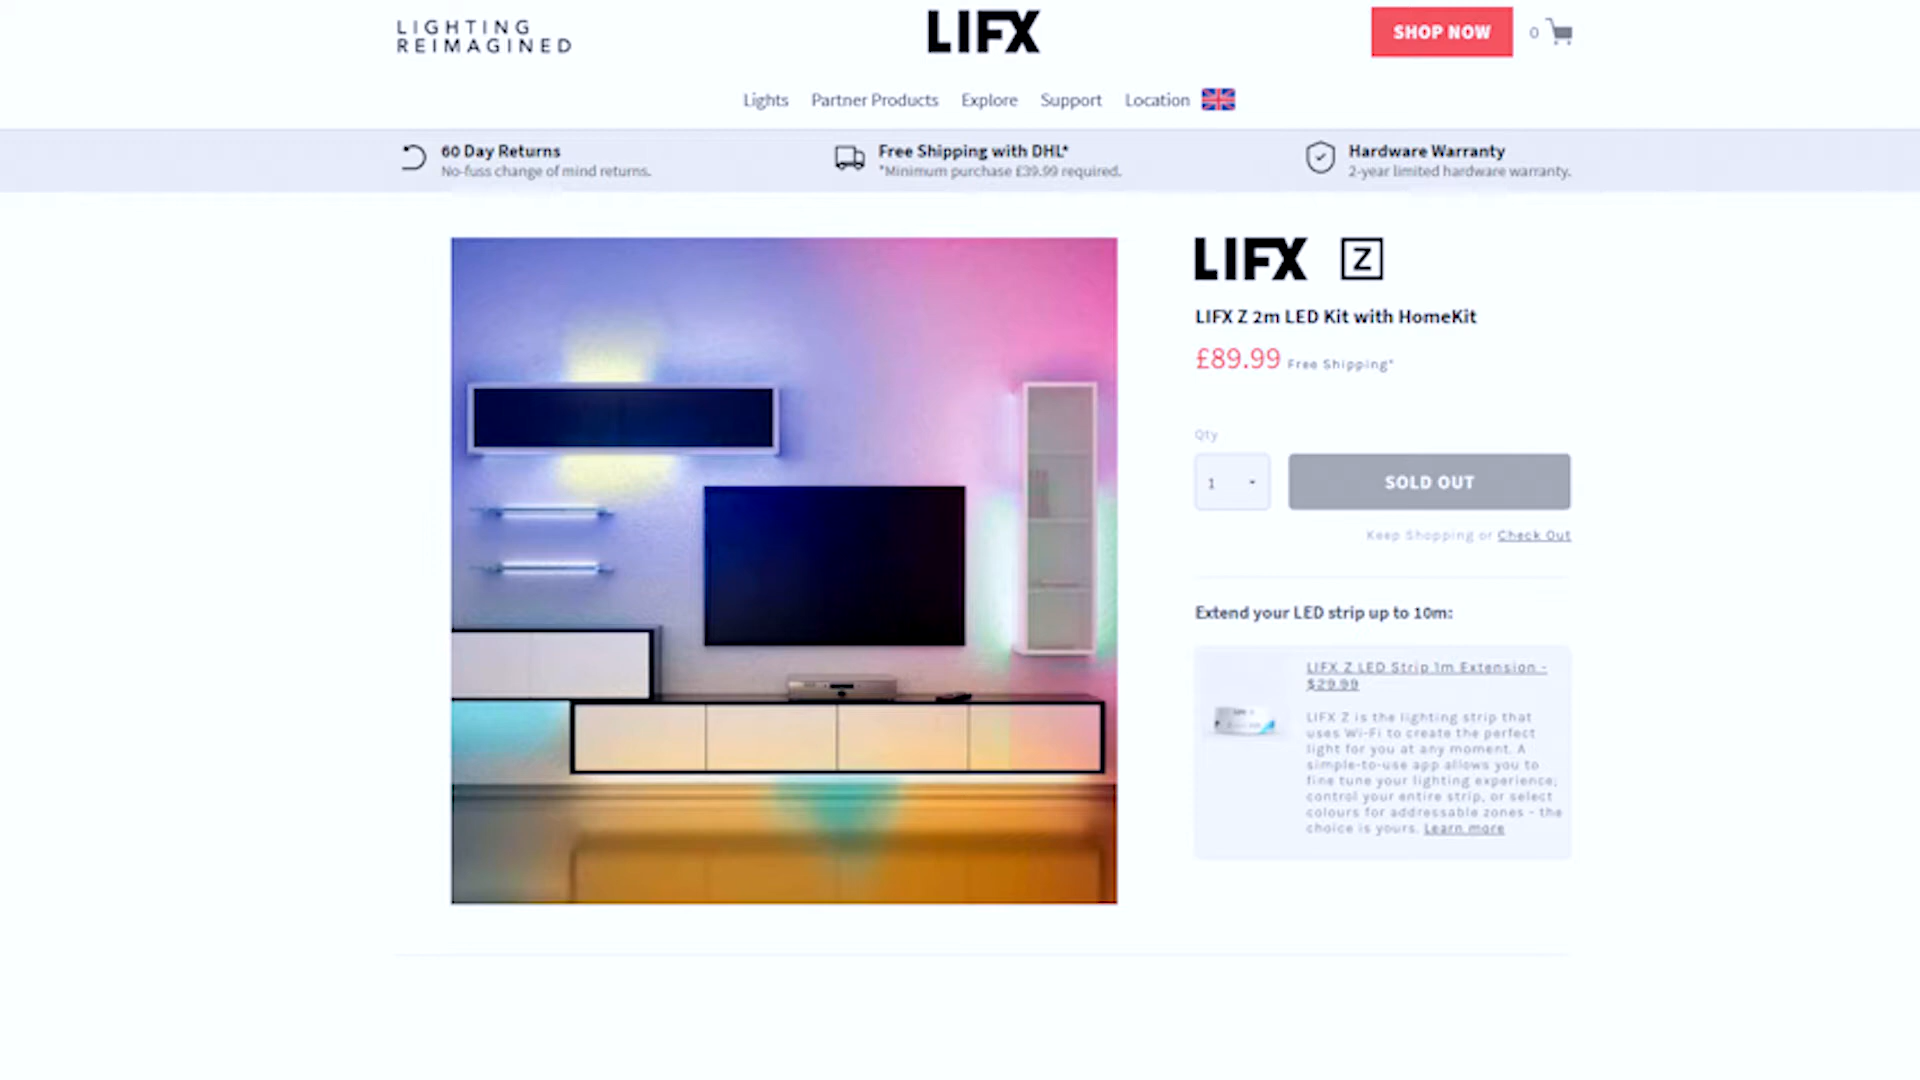 LIGHTING
REIMAGINED
LIFX
SHOP NOW
0
Lights
Partner Products
Explore
Support
Location
60 Day Returns
No-fuss change of mind returns.
Free Shipping with DHL*
*Minimum purchase £39.99 required.
Hardware Warranty
2-year limited hardware warranty.
LIFX Z
LIFX Z 2m LED Kit with HomeKit
£89.99 Free Shipping*
Qty
1
SOLD OUT
Keep Shopping or Check Out
Extend your LED strip up to 10m:
LIFX Z LED Strip 1m Extension -
$29.99
LIFX Z is the lighting strip that
uses Wi-Fi to create the perfect
light for you at any moment. A
simple-to-use app allows you to
fine tune your lighting experience;
control your entire strip, or select
colours for addressable zones - the
choice is yours. Learn more